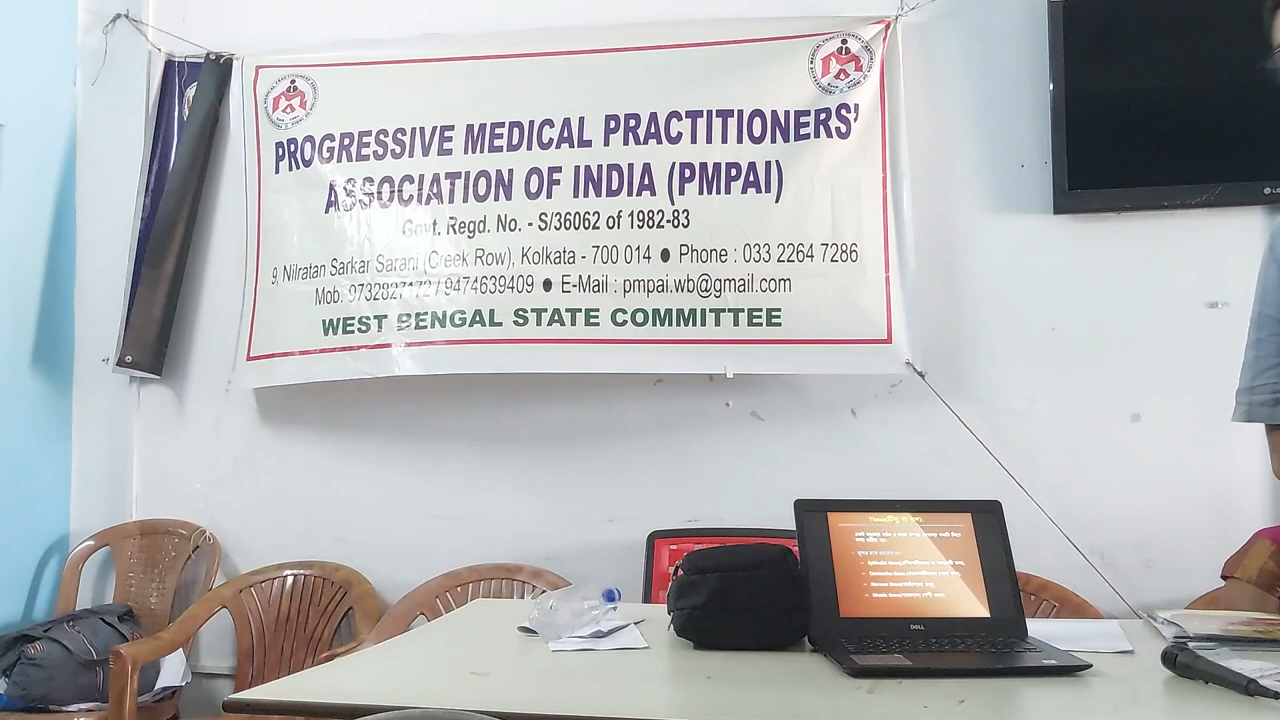 PROGRESSIVE MEDICAL PRACTITIONERS'
ASSOCIATION OF INDIA (PMPAI)
Govt. Regd. No. - S/36062 of 1982-83
9, Nilratan Sarkar Sarani (Creek Row), Kolkata - 700 014 ● Phone : 033 2264 7286
Mob: 9732827172 / 9474639409 ● E-Mail : pmpai.wb@gmail.com
WEST BENGAL STATE COMMITTEE
LG
DELL